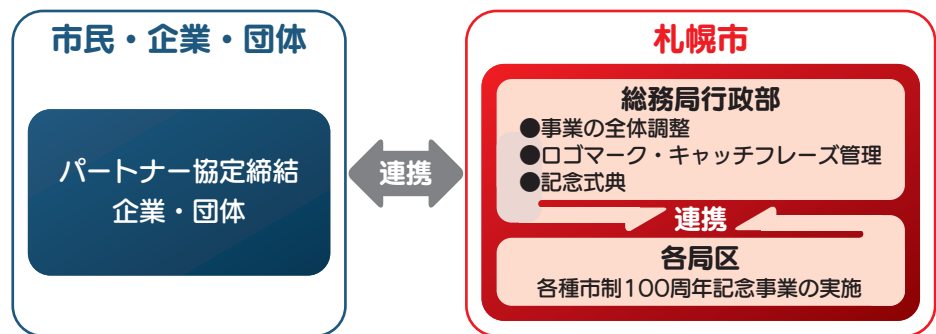 市民・企業・団体
パートナー協定締結
企業・団体
連携
札幌市
総務局行政部
●事業の全体調整
●ロゴマーク・キャッチフレーズ管理
●記念式典
連携
各局区
各種市制100周年記念事業の実施